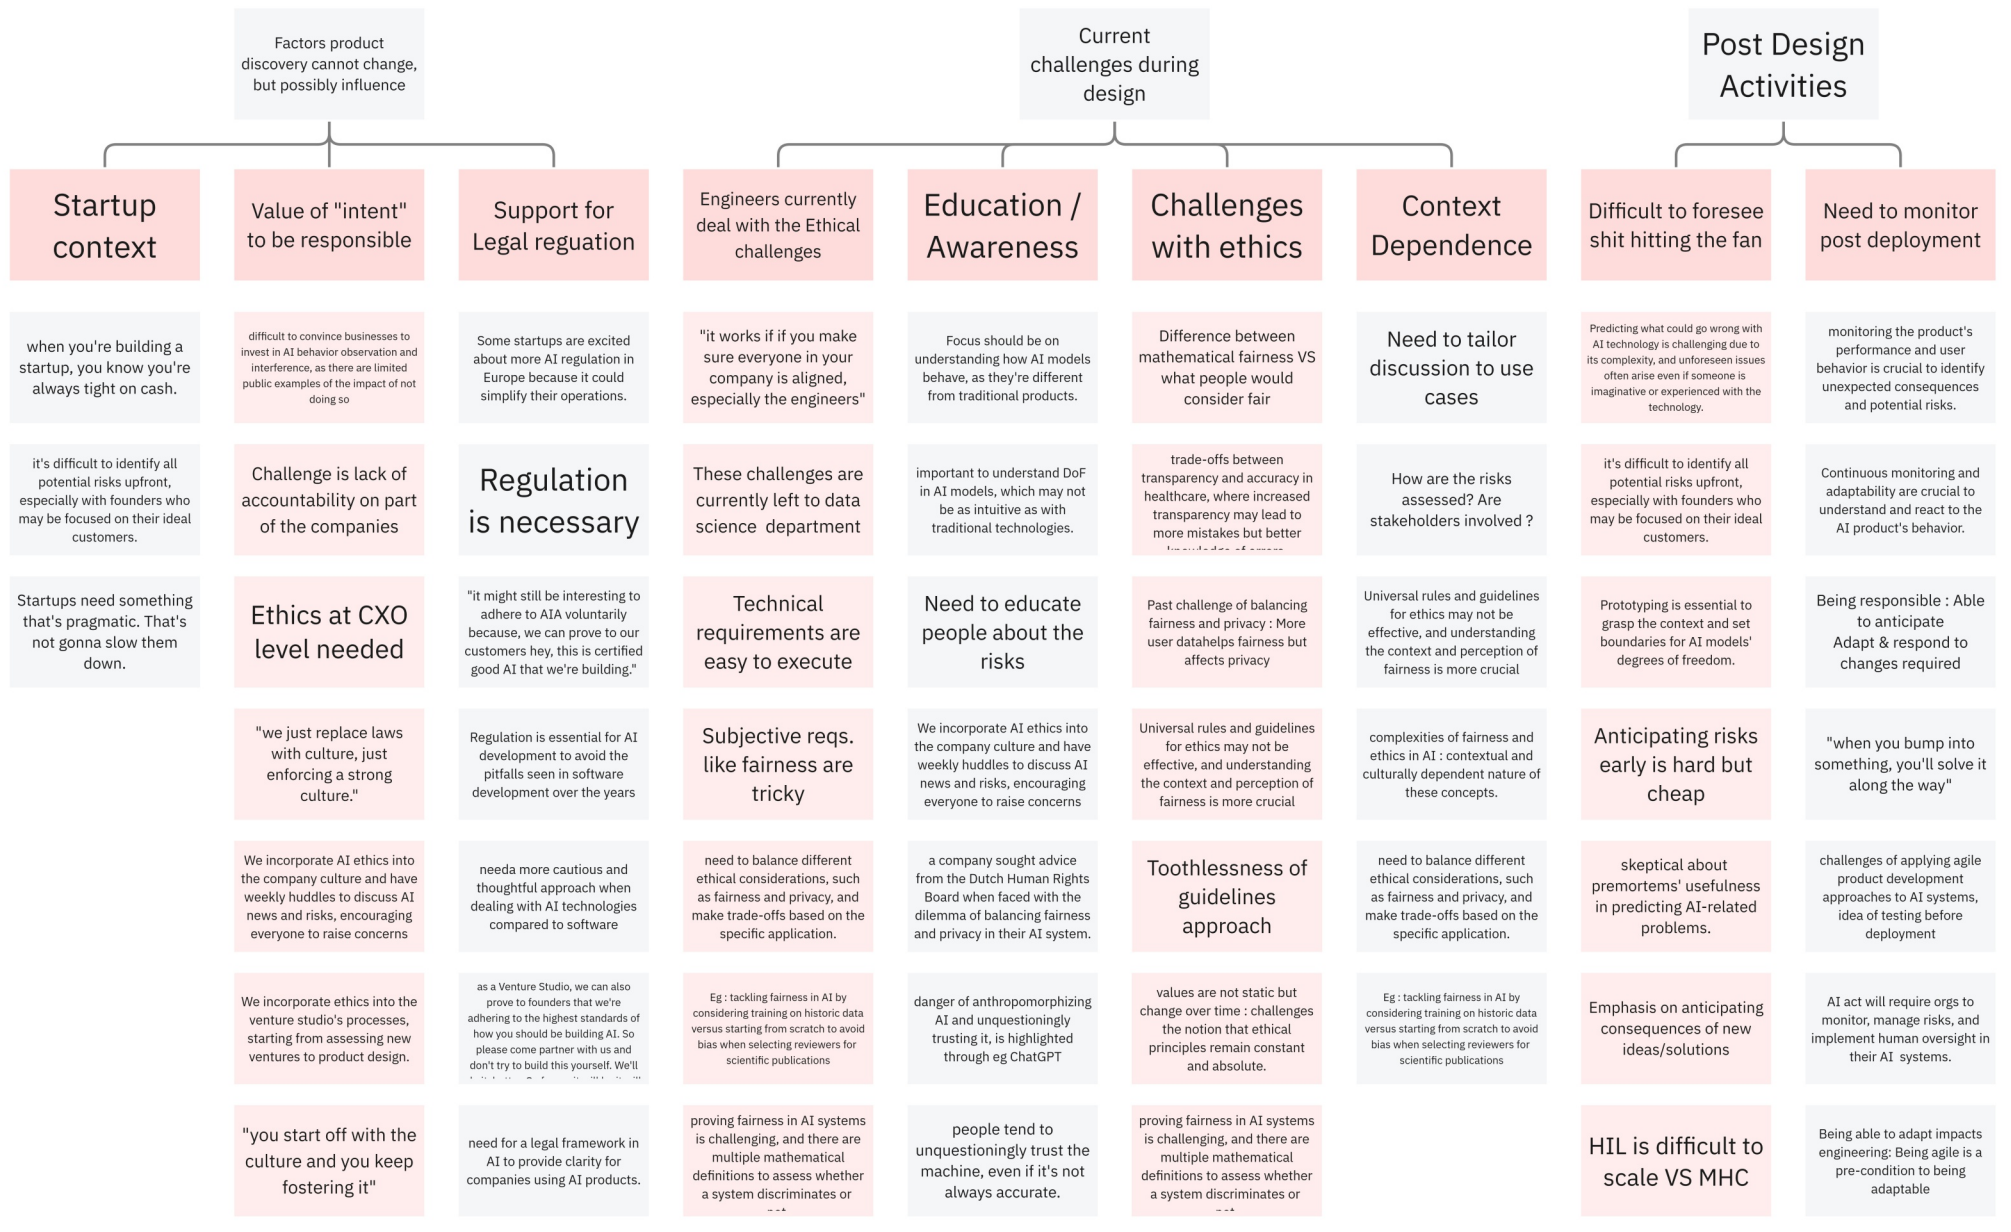 Factors product
discovery cannot change,
but possibly influence
Current
challenges during
design
Post Design
Activities
Startup
context
Value of "intent"
to be responsible
Support for
Legal reguation
Engineers currently
deal with the Ethical
challenges
Education /
Awareness
Challenges
with ethics
Context
Dependence
Difficult to foresee
shit hitting the fan
Need to monitor
post deployment
when you're building a
startup, you know you're
always tight on cash.
it's difficult to identify all
potential risks upfront,
especially with founders who
may be focused on their ideal
customers.
Startups need something
that's pragmatic. That's
not gonna slow them
down.
difficult to convince businesses to
invest in AI behavior observation and
interference, as there are limited
public examples of the impact of not
doing so
Challenge is lack of
accountability on part
of the companies
Ethics at CXO
level needed
"we just replace laws
with culture, just
enforcing a strong
culture."
We incorporate AI ethics into
the company culture and have
weekly huddles to discuss AI
news and risks, encouraging
everyone to raise concerns
We incorporate ethics into the
venture studio's processes,
starting from assessing new
ventures to product design.
"you start off with the
culture and you keep
fostering it"
Some startups are excited
about more AI regulation in
Europe because it could
simplify their operations.
Regulation
is necessary
"it might still be interesting to
adhere to AIA voluntarily
because, we can prove to our
customers hey, this is certified
good AI that we're building."
Regulation is essential for AI
development to avoid the
pitfalls seen in software
development over the years
needa more cautious and
thoughtful approach when
dealing with AI technologies
compared to software
as a Venture Studio, we can also
prove to founders that we're
adhering to the highest standards of
how you should be building AI. So
please come partner with us and
don't try to build this yourself. We'll
need for a legal framework in
AI to provide clarity for
companies using AI products.
"it works if if you make
sure everyone in your
company is aligned,
especially the engineers"
These challenges are
currently left to data
science department
Technical
requirements are
easy to execute
Subjective reqs.
like fairness are
tricky
need to balance different
ethical considerations, such
as fairness and privacy, and
make trade-offs based on the
specific application.
Eg : tackling fairness in AI by
considering training on historic data
versus starting from scratch to avoid
bias when selecting reviewers for
scientific publications
proving fairness in AI systems
is challenging, and there are
multiple mathematical
definitions to assess whether
a system discriminates or
Focus should be on
understanding how AI models
behave, as they're different
from traditional products.
important to understand DoF
in AI models, which may not
be as intuitive as with
traditional technologies.
Need to educate
people about the
risks
We incorporate AI ethics into
the company culture and have
weekly huddles to discuss AI
news and risks, encouraging
everyone to raise concerns
a company sought advice
from the Dutch Human Rights
Board when faced with the
dilemma of balancing fairness
and privacy in their AI system.
danger of anthropomorphizing
AI and unquestioningly
trusting it, is highlighted
through eg ChatGPT
people tend to
unquestioningly trust the
machine, even if it's not
always accurate.
Difference between
mathematical fairness VS
what people would
consider fair
trade-offs between
transparency and accuracy in
healthcare, where increased
transparency may lead to
more mistakes but better
Past challenge of balancing
fairness and privacy : More
user datahelps fairness but
affects privacy
Universal rules and guidelines
for ethics may not be
effective, and understanding
the context and perception of
fairness is more crucial
Toothlessness of
guidelines
approach
values are not static but
change over time : challenges
the notion that ethical
principles remain constant
and absolute.
proving fairness in AI systems
is challenging, and there are
multiple mathematical
definitions to assess whether
a system discriminates or
Need to tailor
discussion to use
cases
How are the risks
assessed? Are
stakeholders involved ?
Universal rules and guidelines
for ethics may not be
effective, and understanding
the context and perception of
fairness is more crucial
complexities of fairness and
ethics in AI : contextual and
culturally dependent nature of
these concepts.
need to balance different
ethical considerations, such
as fairness and privacy, and
make trade-offs based on the
specific application.
Eg : tackling fairness in AI by
considering training on historic data
versus starting from scratch to avoid
bias when selecting reviewers for
scientific publications
Predicting what could go wrong with
AI technology is challenging due to
its complexity, and unforeseen issues
often arise even if someone is
imaginative or experienced with the
technology.
it's difficult to identify all
potential risks upfront,
especially with founders who
may be focused on their ideal
customers.
Prototyping is essential to
grasp the context and set
boundaries for AI models'
degrees of freedom.
Anticipating risks
early is hard but
cheap
skeptical about
premortems' usefulness
in predicting AI-related
problems.
Emphasis on anticipating
consequences of new
ideas/solutions
HIL is difficult to
scale VS MHC
monitoring the product's
performance and user
behavior is crucial to identify
unexpected consequences
and potential risks.
Continuous monitoring and
adaptability are crucial to
understand and react to the
AI product's behavior.
Being responsible : Able
to anticipate
Adapt & respond to
changes required
"when you bump into
something, you'll solve it
along the way"
challenges of applying agile
product development
approaches to AI systems,
idea of testing before
deployment
AI act will require orgs to
monitor, manage risks, and
implement human oversight in
their AI systems.
Being able to adapt impacts
engineering: Being agile is a
pre-condition to being
adaptable